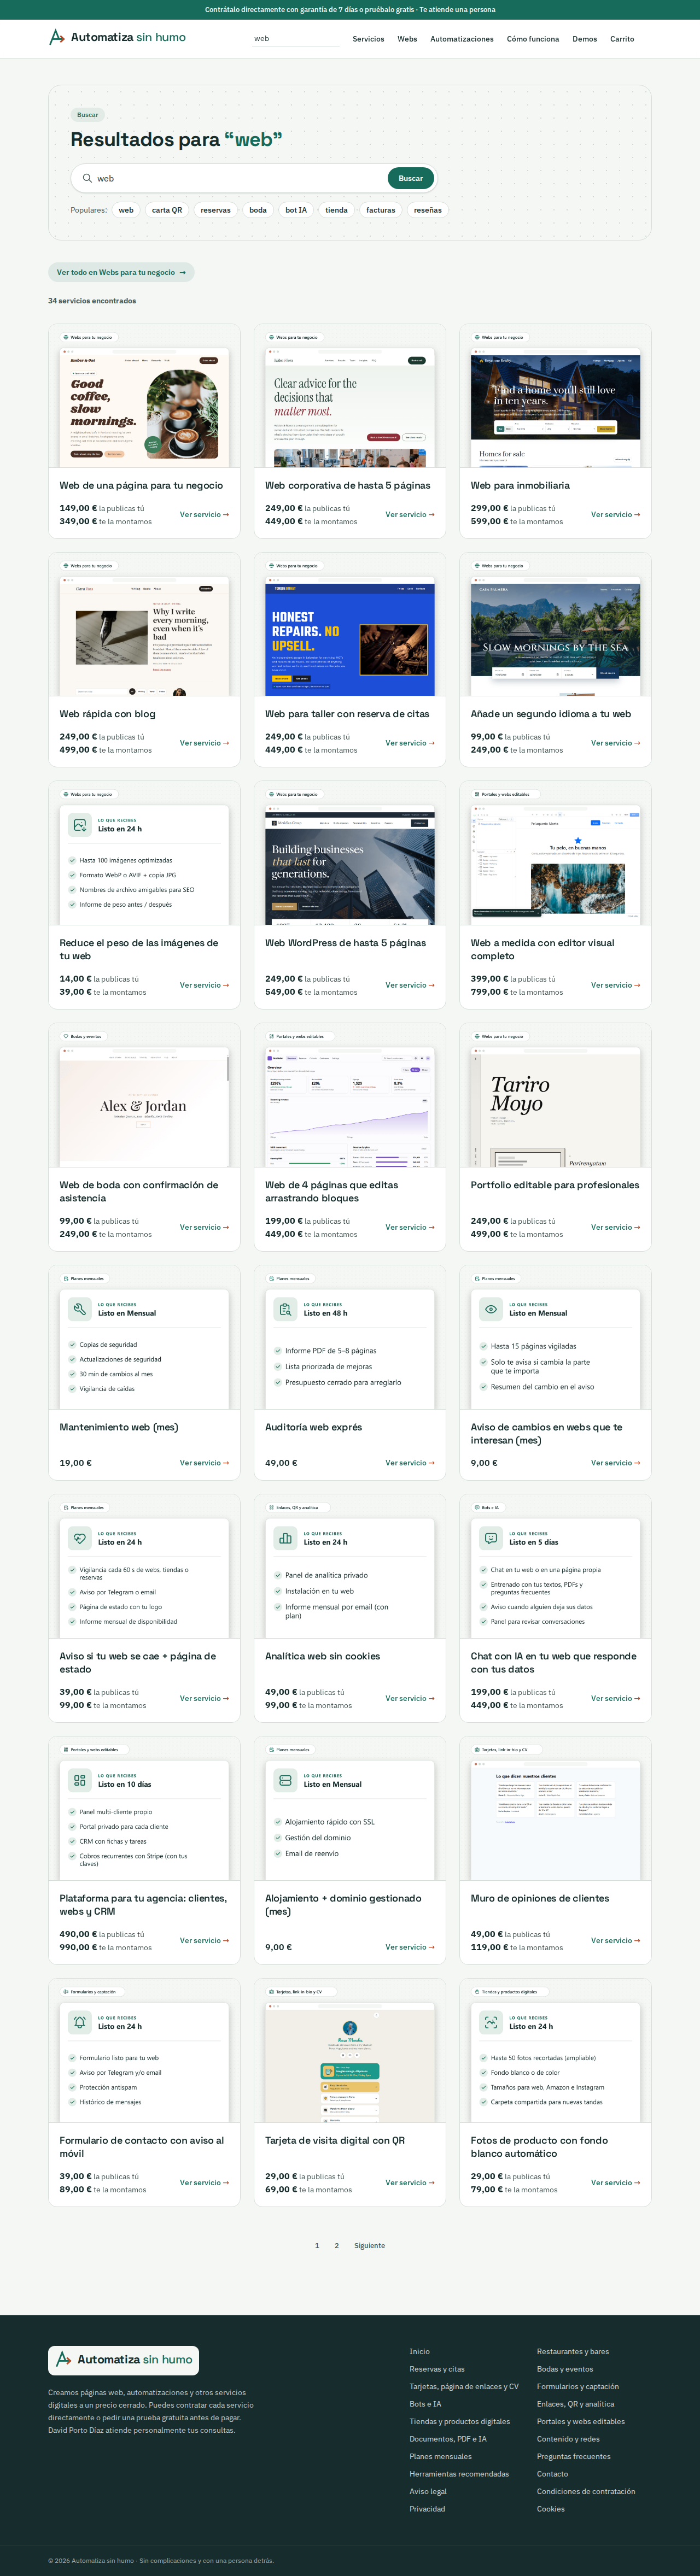 Contrátalo directamente con garantía de 7 días o pruébalo gratis · Te atiende una persona
Automatiza sin humo
web
Servicios
Webs
Automatizaciones
Cómo funciona
Demos
Carrito
Buscar
Resultados para “web”
web
Buscar
Populares:
web
carta QR
reservas
boda
bot IA
tienda
facturas
reseñas
Ver todo en Webs para tu negocio →
34 servicios encontrados
Webs para tu negocio
Good
coffee,
slow
mornings.
Web de una página para tu negocio
149,00 € la publicas tú
349,00 € te la montamos
Ver servicio →
Webs para tu negocio
Clear advice for the
decisions that
matter most.
Web corporativa de hasta 5 páginas
249,00 € la publicas tú
449,00 € te la montamos
Ver servicio →
Webs para tu negocio
Find a home you'll still love
in ten years.
Homes for sale
Web para inmobiliaria
299,00 € la publicas tú
599,00 € te la montamos
Ver servicio →
Webs para tu negocio
Why I write
every morning,
even when it's
bad
Web rápida con blog
249,00 € la publicas tú
499,00 € te la montamos
Ver servicio →
Webs para tu negocio
HONEST
REPAIRS. NO
UPSELL.
Web para taller con reserva de citas
249,00 € la publicas tú
449,00 € te la montamos
Ver servicio →
Webs para tu negocio
SLOW MORNINGS BY THE SEA
Añade un segundo idioma a tu web
99,00 € la publicas tú
249,00 € te la montamos
Ver servicio →
Webs para tu negocio
LO QUE RECIBES
Listo en 24 h
Hasta 100 imágenes optimizadas
Formato WebP o AVIF + copia JPG
Nombres de archivo amigables para SEO
Informe de peso antes / después
Reduce el peso de las imágenes de
tu web
14,00 € la publicas tú
39,00 € te la montamos
Ver servicio →
Webs para tu negocio
Building businesses
that last for
generations.
Web WordPress de hasta 5 páginas
249,00 € la publicas tú
549,00 € te la montamos
Ver servicio →
Portales y webs editables
Tu pelo, en buenas manos
Web a medida con editor visual
completo
399,00 € la publicas tú
799,00 € te la montamos
Ver servicio →
Bodas y eventos
Alex & Jordan
Web de boda con confirmación de
asistencia
99,00 € la publicas tú
249,00 € te la montamos
Ver servicio →
Portales y webs editables
Overview
Web de 4 páginas que editas
arrastrando bloques
199,00 € la publicas tú
449,00 € te la montamos
Ver servicio →
Webs para tu negocio
Tariro
Moyo
Parirenyatwa
Portfolio editable para profesionales
249,00 € la publicas tú
499,00 € te la montamos
Ver servicio →
Planes mensuales
LO QUE RECIBES
Listo en Mensual
Copias de seguridad
Actualizaciones de seguridad
30 min de cambios al mes
Vigilancia de caídas
Mantenimiento web (mes)
19,00 €
Ver servicio →
Planes mensuales
LO QUE RECIBES
Listo en 48 h
Informe PDF de 5–8 páginas
Lista priorizada de mejoras
Presupuesto cerrado para arreglarlo
Auditoría web exprés
49,00 €
Ver servicio →
Planes mensuales
LO QUE RECIBES
Listo en Mensual
Hasta 15 páginas vigiladas
Solo te avisa si cambia la parte
que te importa
Resumen del cambio en el aviso
Aviso de cambios en webs que te
interesan (mes)
9,00 €
Ver servicio →
Planes mensuales
LO QUE RECIBES
Listo en 24 h
Vigilancia cada 60 s de webs, tiendas o
reservas
Aviso por Telegram o email
Página de estado con tu logo
Informe mensual de disponibilidad
Aviso si tu web se cae + página de
estado
39,00 € la publicas tú
99,00 € te la montamos
Ver servicio →
Enlaces, QR y analítica
LO QUE RECIBES
Listo en 24 h
Panel de analítica privado
Instalación en tu web
Informe mensual por email (con
plan)
Analítica web sin cookies
49,00 € la publicas tú
99,00 € te la montamos
Ver servicio →
Bots e IA
LO QUE RECIBES
Listo en 5 días
Chat en tu web o en una página propia
Entrenado con tus textos, PDFs y
preguntas frecuentes
Aviso cuando alguien deja sus datos
Panel para revisar conversaciones
Chat con IA en tu web que responde
con tus datos
199,00 € la publicas tú
449,00 € te la montamos
Ver servicio →
Portales y webs editables
LO QUE RECIBES
Listo en 10 días
Panel multi-cliente propio
Portal privado para cada cliente
CRM con fichas y tareas
Cobros recurrentes con Stripe (con tus
claves)
Plataforma para tu agencia: clientes,
webs y CRM
490,00 € la publicas tú
990,00 € te la montamos
Ver servicio →
Planes mensuales
LO QUE RECIBES
Listo en Mensual
Alojamiento rápido con SSL
Gestión del dominio
Email de reenvío
Alojamiento + dominio gestionado
(mes)
9,00 €
Ver servicio →
Tarjetas, link in bio y CV
Lo que dicen nuestros clientes
Muro de opiniones de clientes
49,00 € la publicas tú
119,00 € te la montamos
Ver servicio →
Formularios y captación
LO QUE RECIBES
Listo en 24 h
Formulario listo para tu web
Aviso por Telegram y/o email
Protección antispam
Histórico de mensajes
Formulario de contacto con aviso al
móvil
39,00 € la publicas tú
89,00 € te la montamos
Ver servicio →
Tarjetas, link in bio y CV
Tarjeta de visita digital con QR
29,00 € la publicas tú
69,00 € te la montamos
Ver servicio →
Tiendas y productos digitales
LO QUE RECIBES
Listo en 24 h
Hasta 50 fotos recortadas (ampliable)
Fondo blanco o de color
Tamaños para web, Amazon e Instagram
Carpeta compartida para nuevas tandas
Fotos de producto con fondo
blanco automático
29,00 € la publicas tú
79,00 € te la montamos
Ver servicio →
1
2
Siguiente
Automatiza sin humo
Creamos páginas web, automatizaciones y otros servicios
digitales a un precio cerrado. Puedes contratar cada servicio
directamente o pedir una prueba gratuita antes de pagar.
David Porto Díaz atiende personalmente tus consultas.
Inicio
Reservas y citas
Tarjetas, página de enlaces y CV
Bots e IA
Tiendas y productos digitales
Documentos, PDF e IA
Planes mensuales
Herramientas recomendadas
Aviso legal
Privacidad
Restaurantes y bares
Bodas y eventos
Formularios y captación
Enlaces, QR y analítica
Portales y webs editables
Contenido y redes
Preguntas frecuentes
Contacto
Condiciones de contratación
Cookies
© 2026 Automatiza sin humo · Sin complicaciones y con una persona detrás.